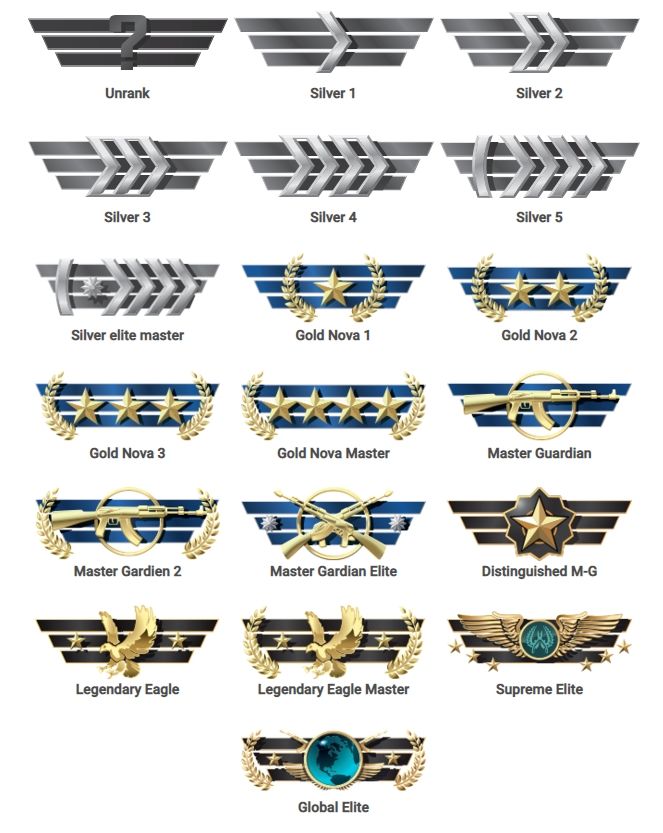 Unrank
Silver 1
Silver 2
Silver 3
Silver 4
Silver 5
Silver elite master
Gold Nova 1
Gold Nova 2
Gold Nova 3
Gold Nova Master
Master Guardian
Master Gardien 2
Master Gardian Elite
Distinguished M-G
Legendary Eagle
Legendary Eagle Master
Supreme Elite
Global Elite